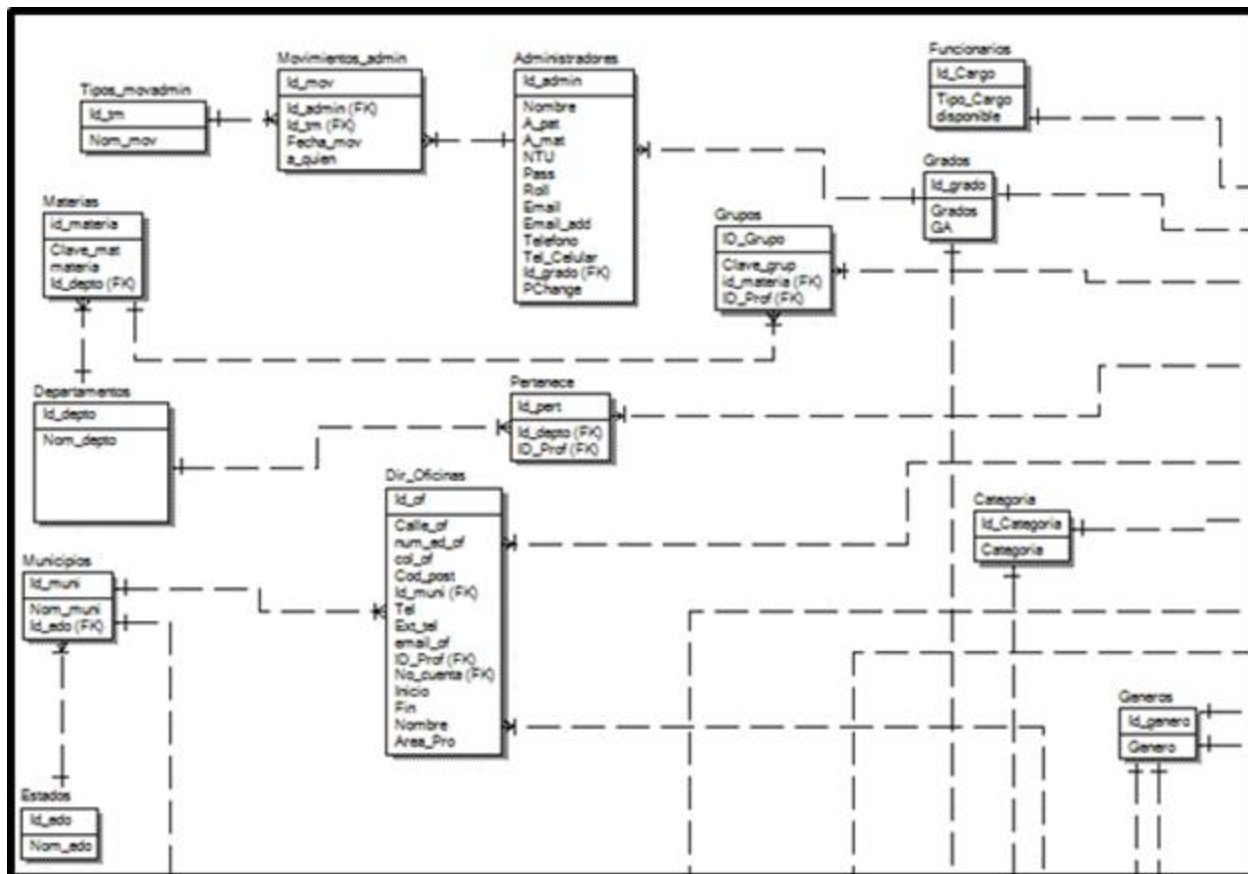 Tipos_movadmin
Id_tm
Nom_mov
Movimientos_admin
Id_mov
Id_admin (FK)
Id_tm (FK)
Fecha_mov
a_quien
Administradores
Id_admin
Nombre
A_pat
A_mat
NTU
Pass
Roll
Email
Email_add
Telefono
Tel_Celular
Id_grado (FK)
PChange
Funcionarios
Id_Cargo
Tipo_Cargo
disponible
Grados
Id_grado
Grados
GA
Materias
id_materia
Clave_mat
materia
Id_depto (FK)
Grupos
ID_Grupo
Clave_grup
id_materia (FK)
ID_Prof (FK)
Departamentos
Id_depto
Nom_depto
Pertenece
Id_pert
Id_depto (FK)
ID_Prof (FK)
Dir_Oficinas
Id_of
Calle_of
num_ed_of
col_of
Cod_post
Id_muni (FK)
Tel
Ext_tel
email_of
ID_Prof (FK)
No_cuenta (FK)
Inicio
Fin
Nombre
Area_Pro
Categoria
Id_Categoria
Categoria
Municipios
Id_muni
Nom_muni
Id_edo (FK)
Generos
Id_genero
Genero
Estados
Id_edo
Nom_edo